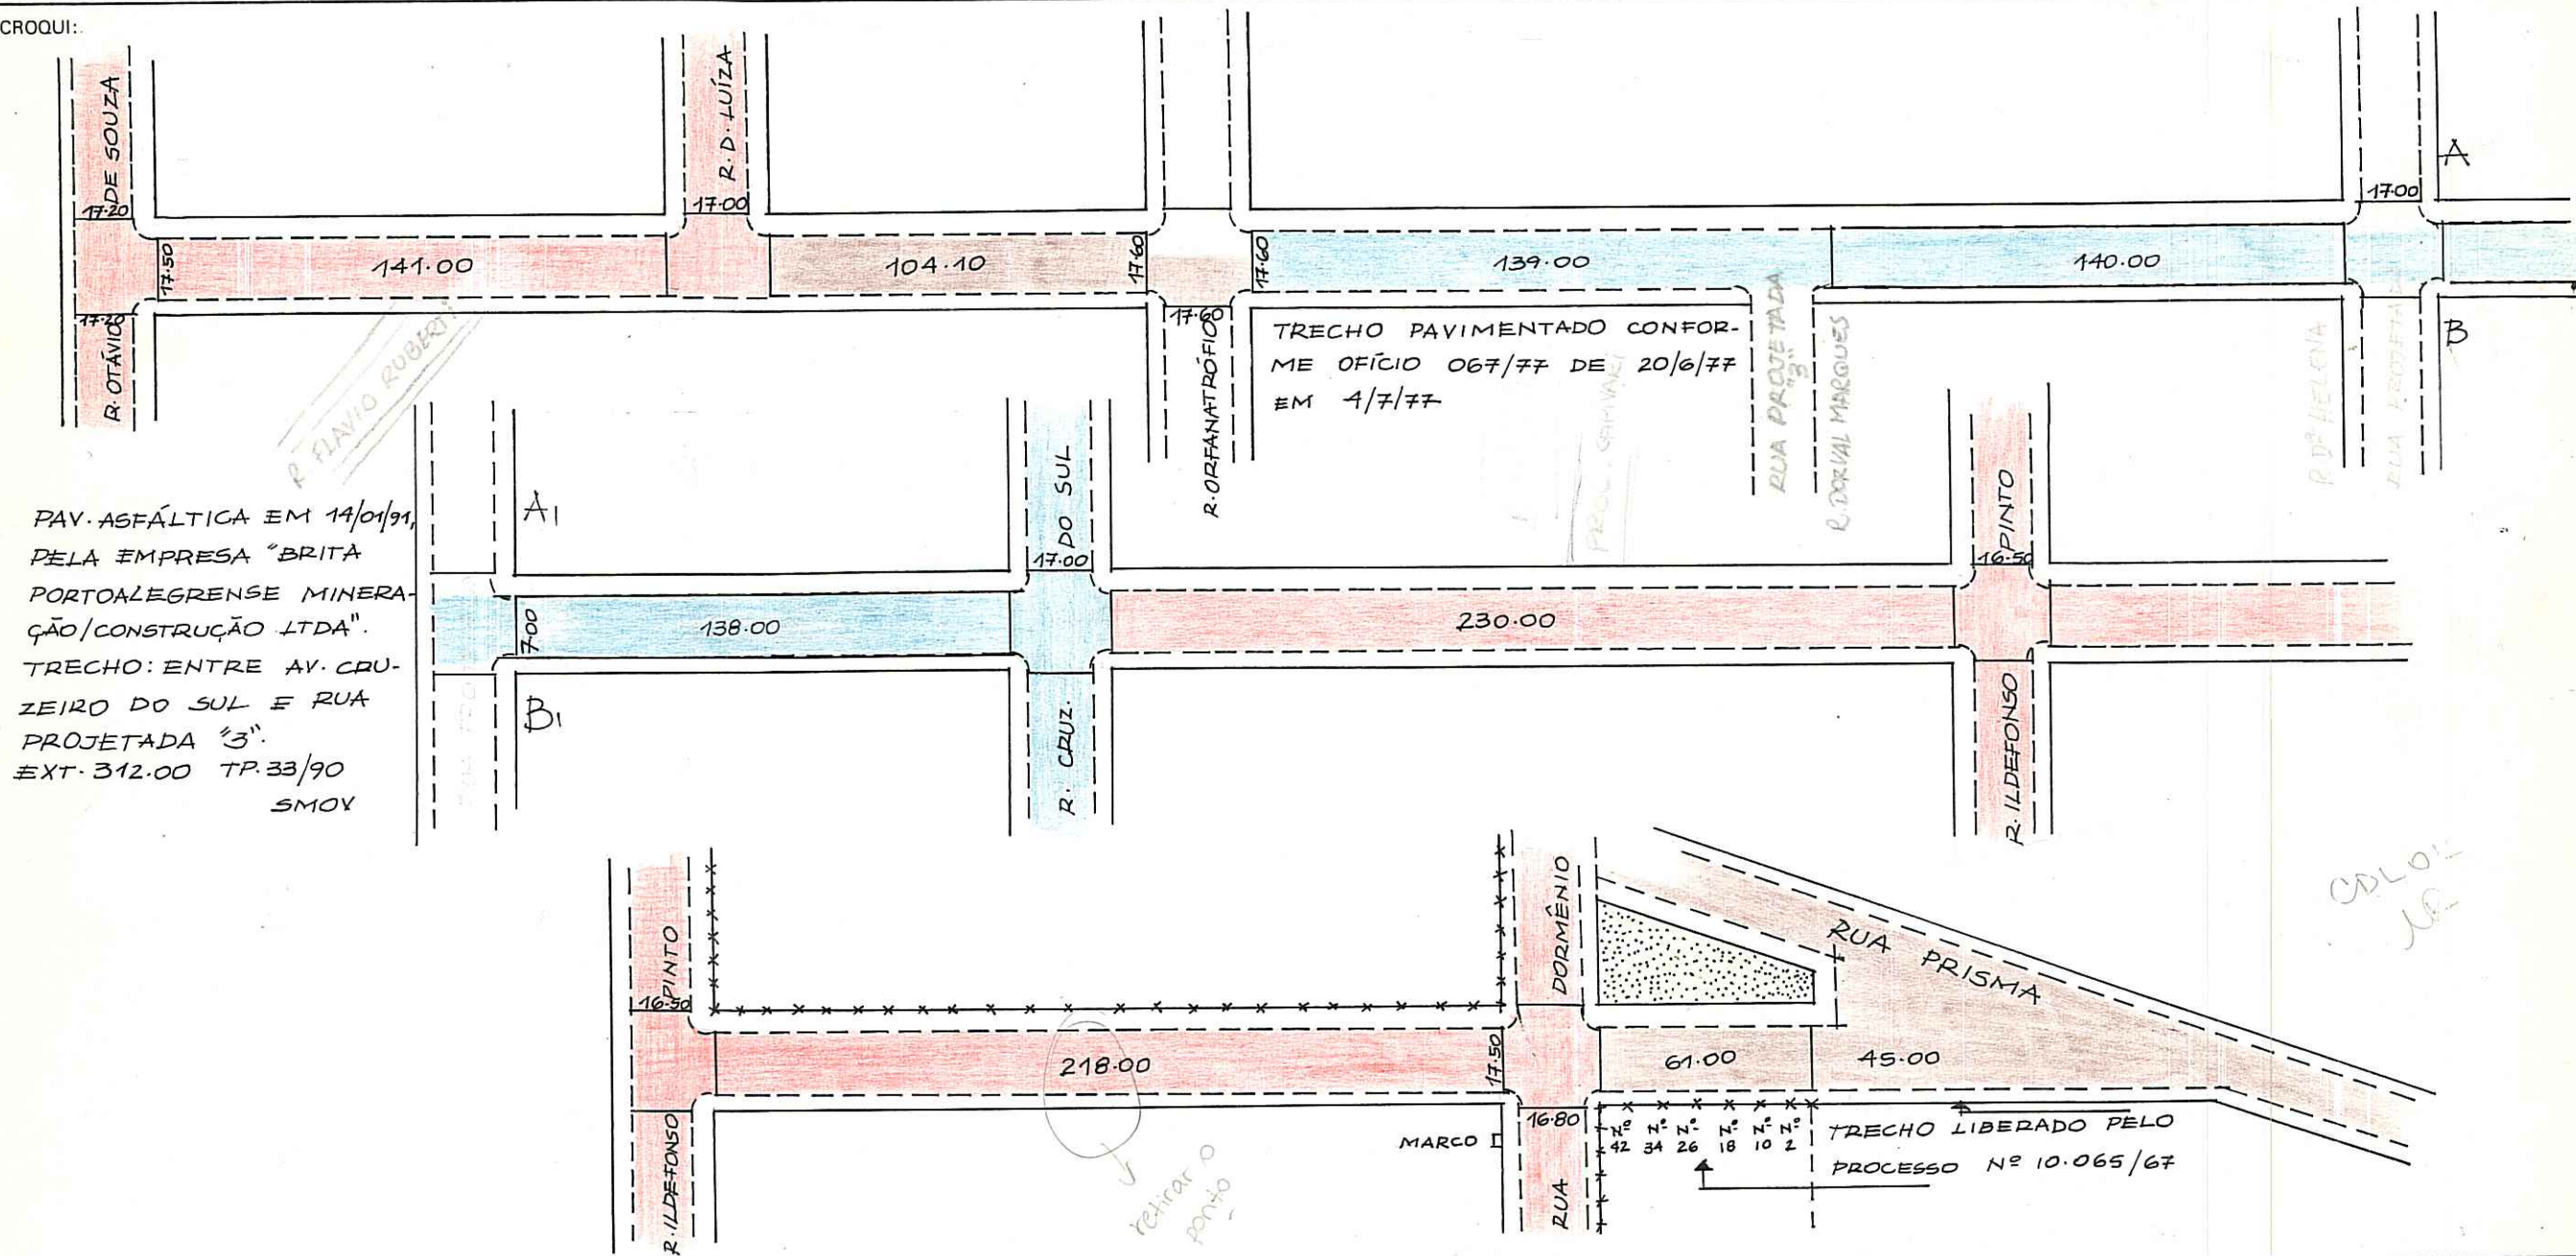 CROQUI:
DE SOUZA
R. D. LUÍZA
A
17.20
17.00
17.00
17.50
141.00
104.10
17.60
17.60
139.00
140.00
17.20
R. OTÁVIO
R. FLAVIO RUBERT
17.60
R. ORFANATRÓFIO
TRECHO PAVIMENTADO CONFOR-
ME OFÍCIO 067/77 DE 20/6/77
EM 4/7/77
RUA PROJETADA
"3"
R. DORVAL MARQUES
R Dª HELENA
RUA PROJETADA
B
PAV. ASFÁLTICA EM 14/01/91,
PELA EMPRESA "BRITA
PORTOALEGRENSE MINERA-
ÇÃO/CONSTRUÇÃO LTDA".
TRECHO: ENTRE AV. CRU-
ZEIRO DO SUL E RUA
PROJETADA "3".
EXT. 312.00 TP. 33/90
SMOV
A1
DO SUL
PINTO
17.00
16.50
7.00
138.00
230.00
B1
R. CRUZ.
R. ILDEFONSO
PINTO
DORMÊNIO
RUA PRISMA
16.50
218.00
17.50
61.00
45.00
retirar o
ponto
R. ILDEFONSO
MARCO
16.80
RUA
Nº Nº Nº Nº Nº Nº
42 34 26 18 10 2
TRECHO LIBERADO PELO
PROCESSO Nº 10.065/67